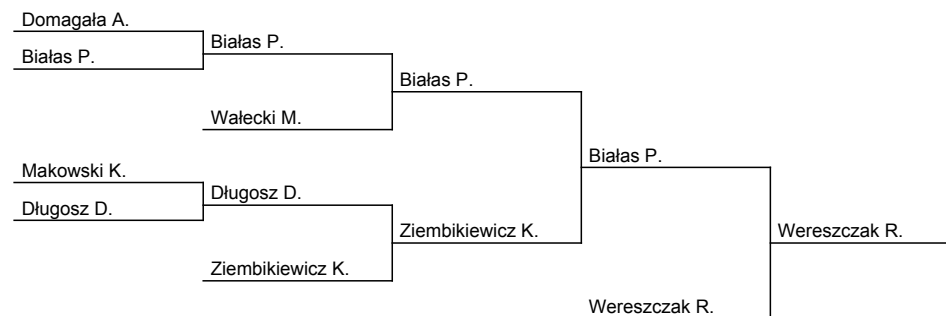 Domagała A.
Białas P.
Białas P.
Białas P.
Wałecki M.
Białas P.
Makowski K.
Długosz D.
Długosz D.
Ziembikiewicz K.
Wereszczak R.
Ziembikiewicz K.
Wereszczak R.